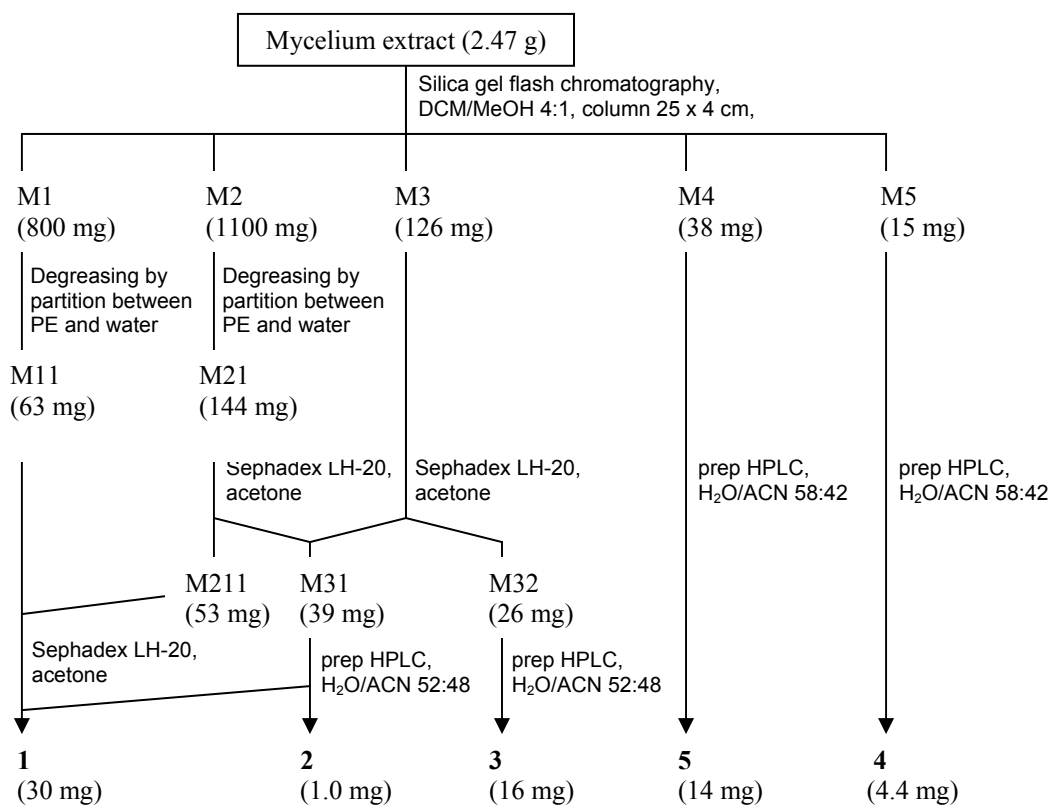 Mycelium extract (2.47 g)
Silica gel flash chromatography,
DCM/MeOH 4:1, column 25 x 4 cm,
M1
(800 mg)
M2
(1100 mg)
M3
(126 mg)
M4
(38 mg)
M5
(15 mg)
Degreasing by
partition between
PE and water
Degreasing by
partition between
PE and water
M11
(63 mg)
M21
(144 mg)
Sephadex LH-20,
acetone
Sephadex LH-20,
acetone
prep HPLC,
H₂O/ACN 58:42
prep HPLC,
H₂O/ACN 58:42
M211
(53 mg)
M31
(39 mg)
M32
(26 mg)
Sephadex LH-20,
acetone
prep HPLC,
H₂O/ACN 52:48
prep HPLC,
H₂O/ACN 52:48
1
(30 mg)
2
(1.0 mg)
3
(16 mg)
5
(14 mg)
4
(4.4 mg)